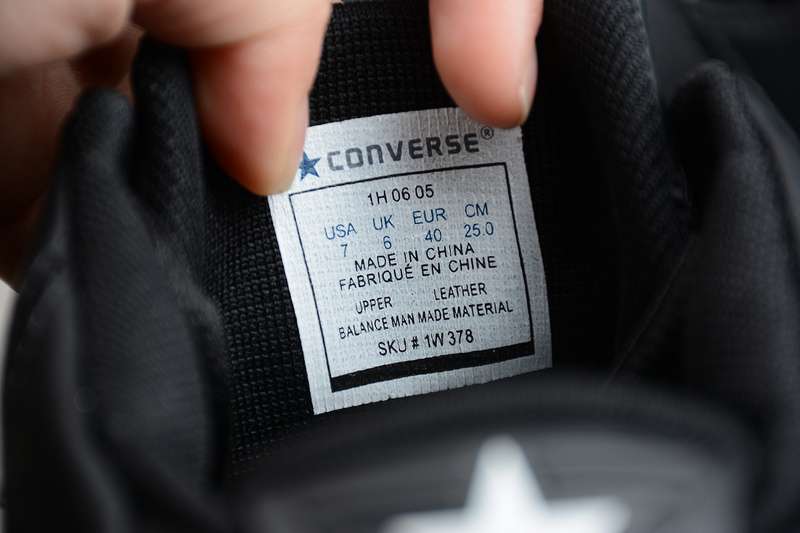 CONVERSE®
1H 06 05
USA UK EUR CM
7 6 40 25.0
MADE IN CHINA
FABRIQUÉ EN CHINE
UPPER LEATHER
BALANCE MAN MADE MATERIAL
SKU # 1W 378